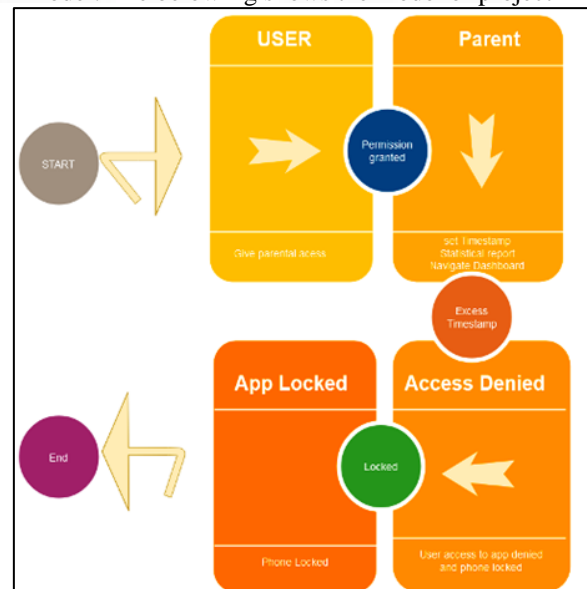 USER
Parent
START
Permission
granted
Give parental acess
set Timestamp
Statistical report
Navigate Dashboard
Excess
Timestamp
App Locked
Access Denied
End
Locked
Phone Locked
User access to app denied
and phone locked